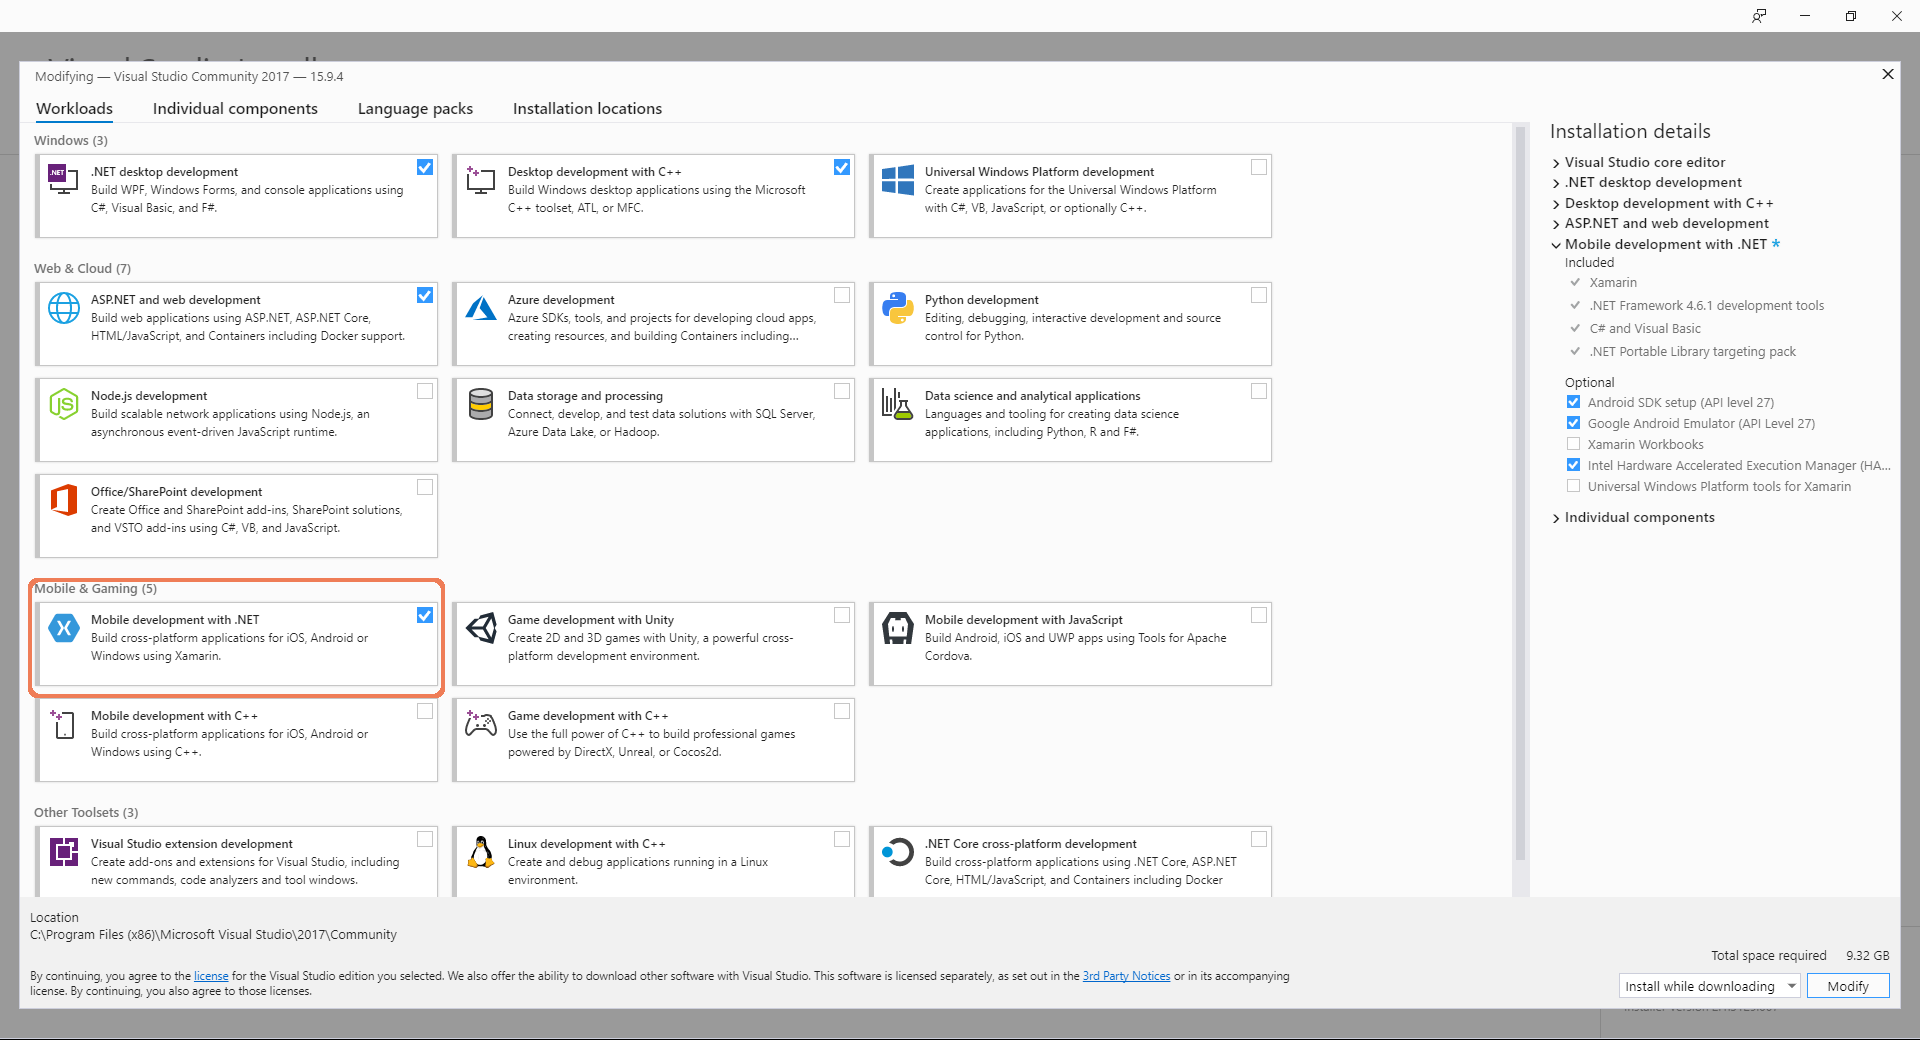 Modifying — Visual Studio Community 2017 — 15.9.4
Workloads
Individual components
Language packs
Installation locations
Windows (3)
.NET desktop development
Build WPF, Windows Forms, and console applications using
C#, Visual Basic, and F#.
Desktop development with C++
Build Windows desktop applications using the Microsoft
C++ toolset, ATL, or MFC.
Universal Windows Platform development
Create applications for the Universal Windows Platform
with C#, VB, JavaScript, or optionally C++.
Web & Cloud (7)
ASP.NET and web development
Build web applications using ASP.NET, ASP.NET Core,
HTML/JavaScript, and Containers including Docker support.
Azure development
Azure SDKs, tools, and projects for developing cloud apps,
creating resources, and building Containers including...
Python development
Editing, debugging, interactive development and source
control for Python.
Node.js development
Build scalable network applications using Node.js, an
asynchronous event-driven JavaScript runtime.
Data storage and processing
Connect, develop, and test data solutions with SQL Server,
Azure Data Lake, or Hadoop.
Data science and analytical applications
Languages and tooling for creating data science
applications, including Python, R and F#.
Office/SharePoint development
Create Office and SharePoint add-ins, SharePoint solutions,
and VSTO add-ins using C#, VB, and JavaScript.
Mobile & Gaming (5)
Mobile development with .NET
Build cross-platform applications for iOS, Android or
Windows using Xamarin.
Game development with Unity
Create 2D and 3D games with Unity, a powerful cross-
platform development environment.
Mobile development with JavaScript
Build Android, iOS and UWP apps using Tools for Apache
Cordova.
Mobile development with C++
Build cross-platform applications for iOS, Android or
Windows using C++.
Game development with C++
Use the full power of C++ to build professional games
powered by DirectX, Unreal, or Cocos2d.
Other Toolsets (3)
Visual Studio extension development
Create add-ons and extensions for Visual Studio, including
new commands, code analyzers and tool windows.
Linux development with C++
Create and debug applications running in a Linux
environment.
.NET Core cross-platform development
Build cross-platform applications using .NET Core, ASP.NET
Core, HTML/JavaScript, and Containers including Docker
Installation details
Visual Studio core editor
.NET desktop development
Desktop development with C++
ASP.NET and web development
Mobile development with .NET *
Included
Xamarin
.NET Framework 4.6.1 development tools
C# and Visual Basic
.NET Portable Library targeting pack
Optional
Android SDK setup (API level 27)
Google Android Emulator (API Level 27)
Xamarin Workbooks
Intel Hardware Accelerated Execution Manager (HA...
Universal Windows Platform tools for Xamarin
Individual components
Location
C:\Program Files (x86)\Microsoft Visual Studio\2017\Community
Total space required 9.32 GB
By continuing, you agree to the license for the Visual Studio edition you selected. We also offer the ability to download other software with Visual Studio. This software is licensed separately, as set out in the 3rd Party Notices or in its accompanying
license. By continuing, you also agree to those licenses.
Install while downloading
Modify